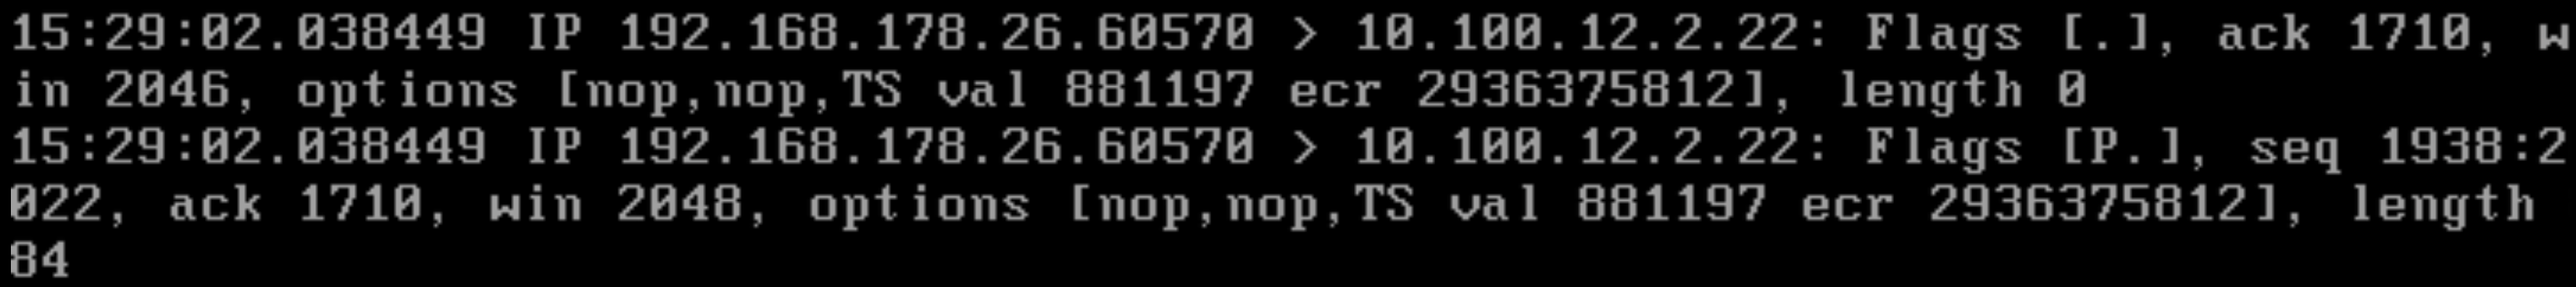 15:29:02.038449 IP 192.168.178.26.60570 > 10.100.12.2.22: Flags [.], ack 1710, w
in 2046, options [nop,nop,TS val 881197 ecr 2936375812], length 0
15:29:02.038449 IP 192.168.178.26.60570 > 10.100.12.2.22: Flags [P.], seq 1938:2
022, ack 1710, win 2048, options [nop,nop,TS val 881197 ecr 2936375812], length
84